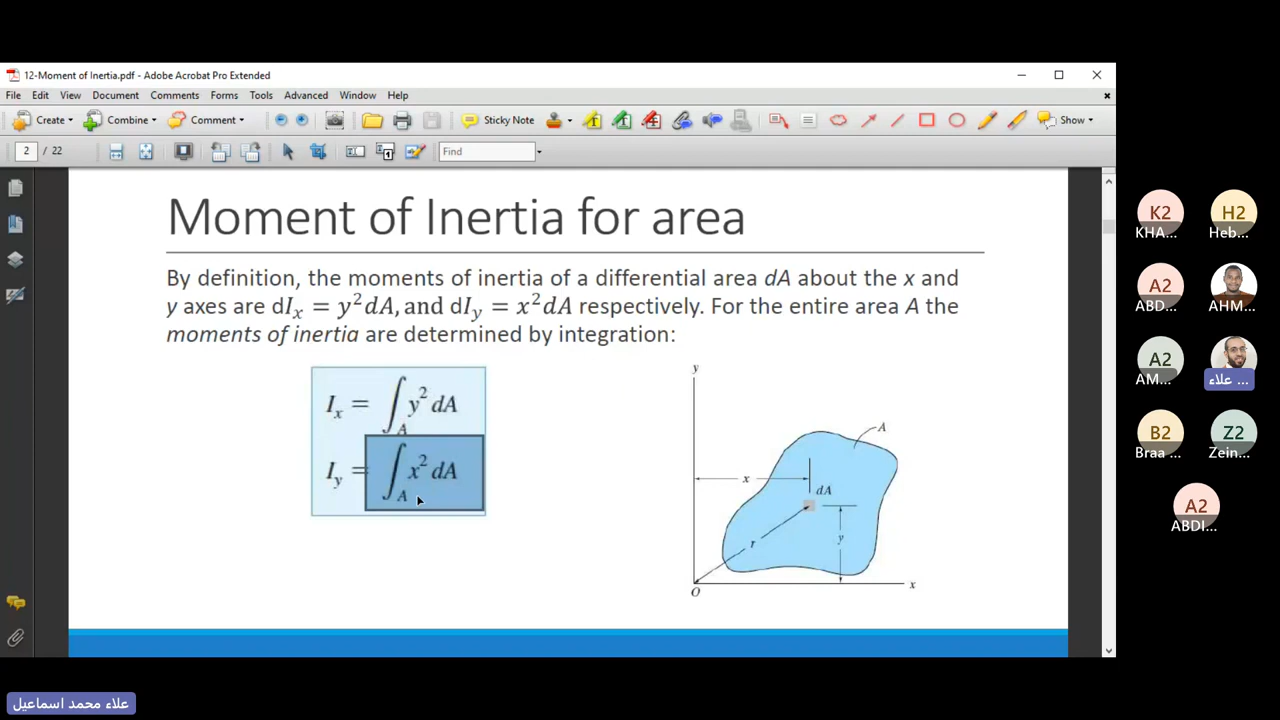 12-Moment of Inertia.pdf - Adobe Acrobat Pro Extended
File Edit View Document Comments Forms Tools Advanced Window Help
Create Combine Comment Sticky Note Show
2 / 22 Find
Moment of Inertia for area
By definition, the moments of inertia of a differential area dA about the x and
y axes are dIₓ = y²dA, and dI_y = x²dA respectively. For the entire area A the
moments of inertia are determined by integration:
Iₓ = ∫_A y² dA
I_y = ∫_A x² dA
y
A
x
dA
r
y
O
x
K2
KHA...
H2
Heb...
A2
ABD...
AHM...
A2
AM...
علاء ...
B2
Braa ...
Z2
Zein...
A2
ABDI...
علاء محمد اسماعيل